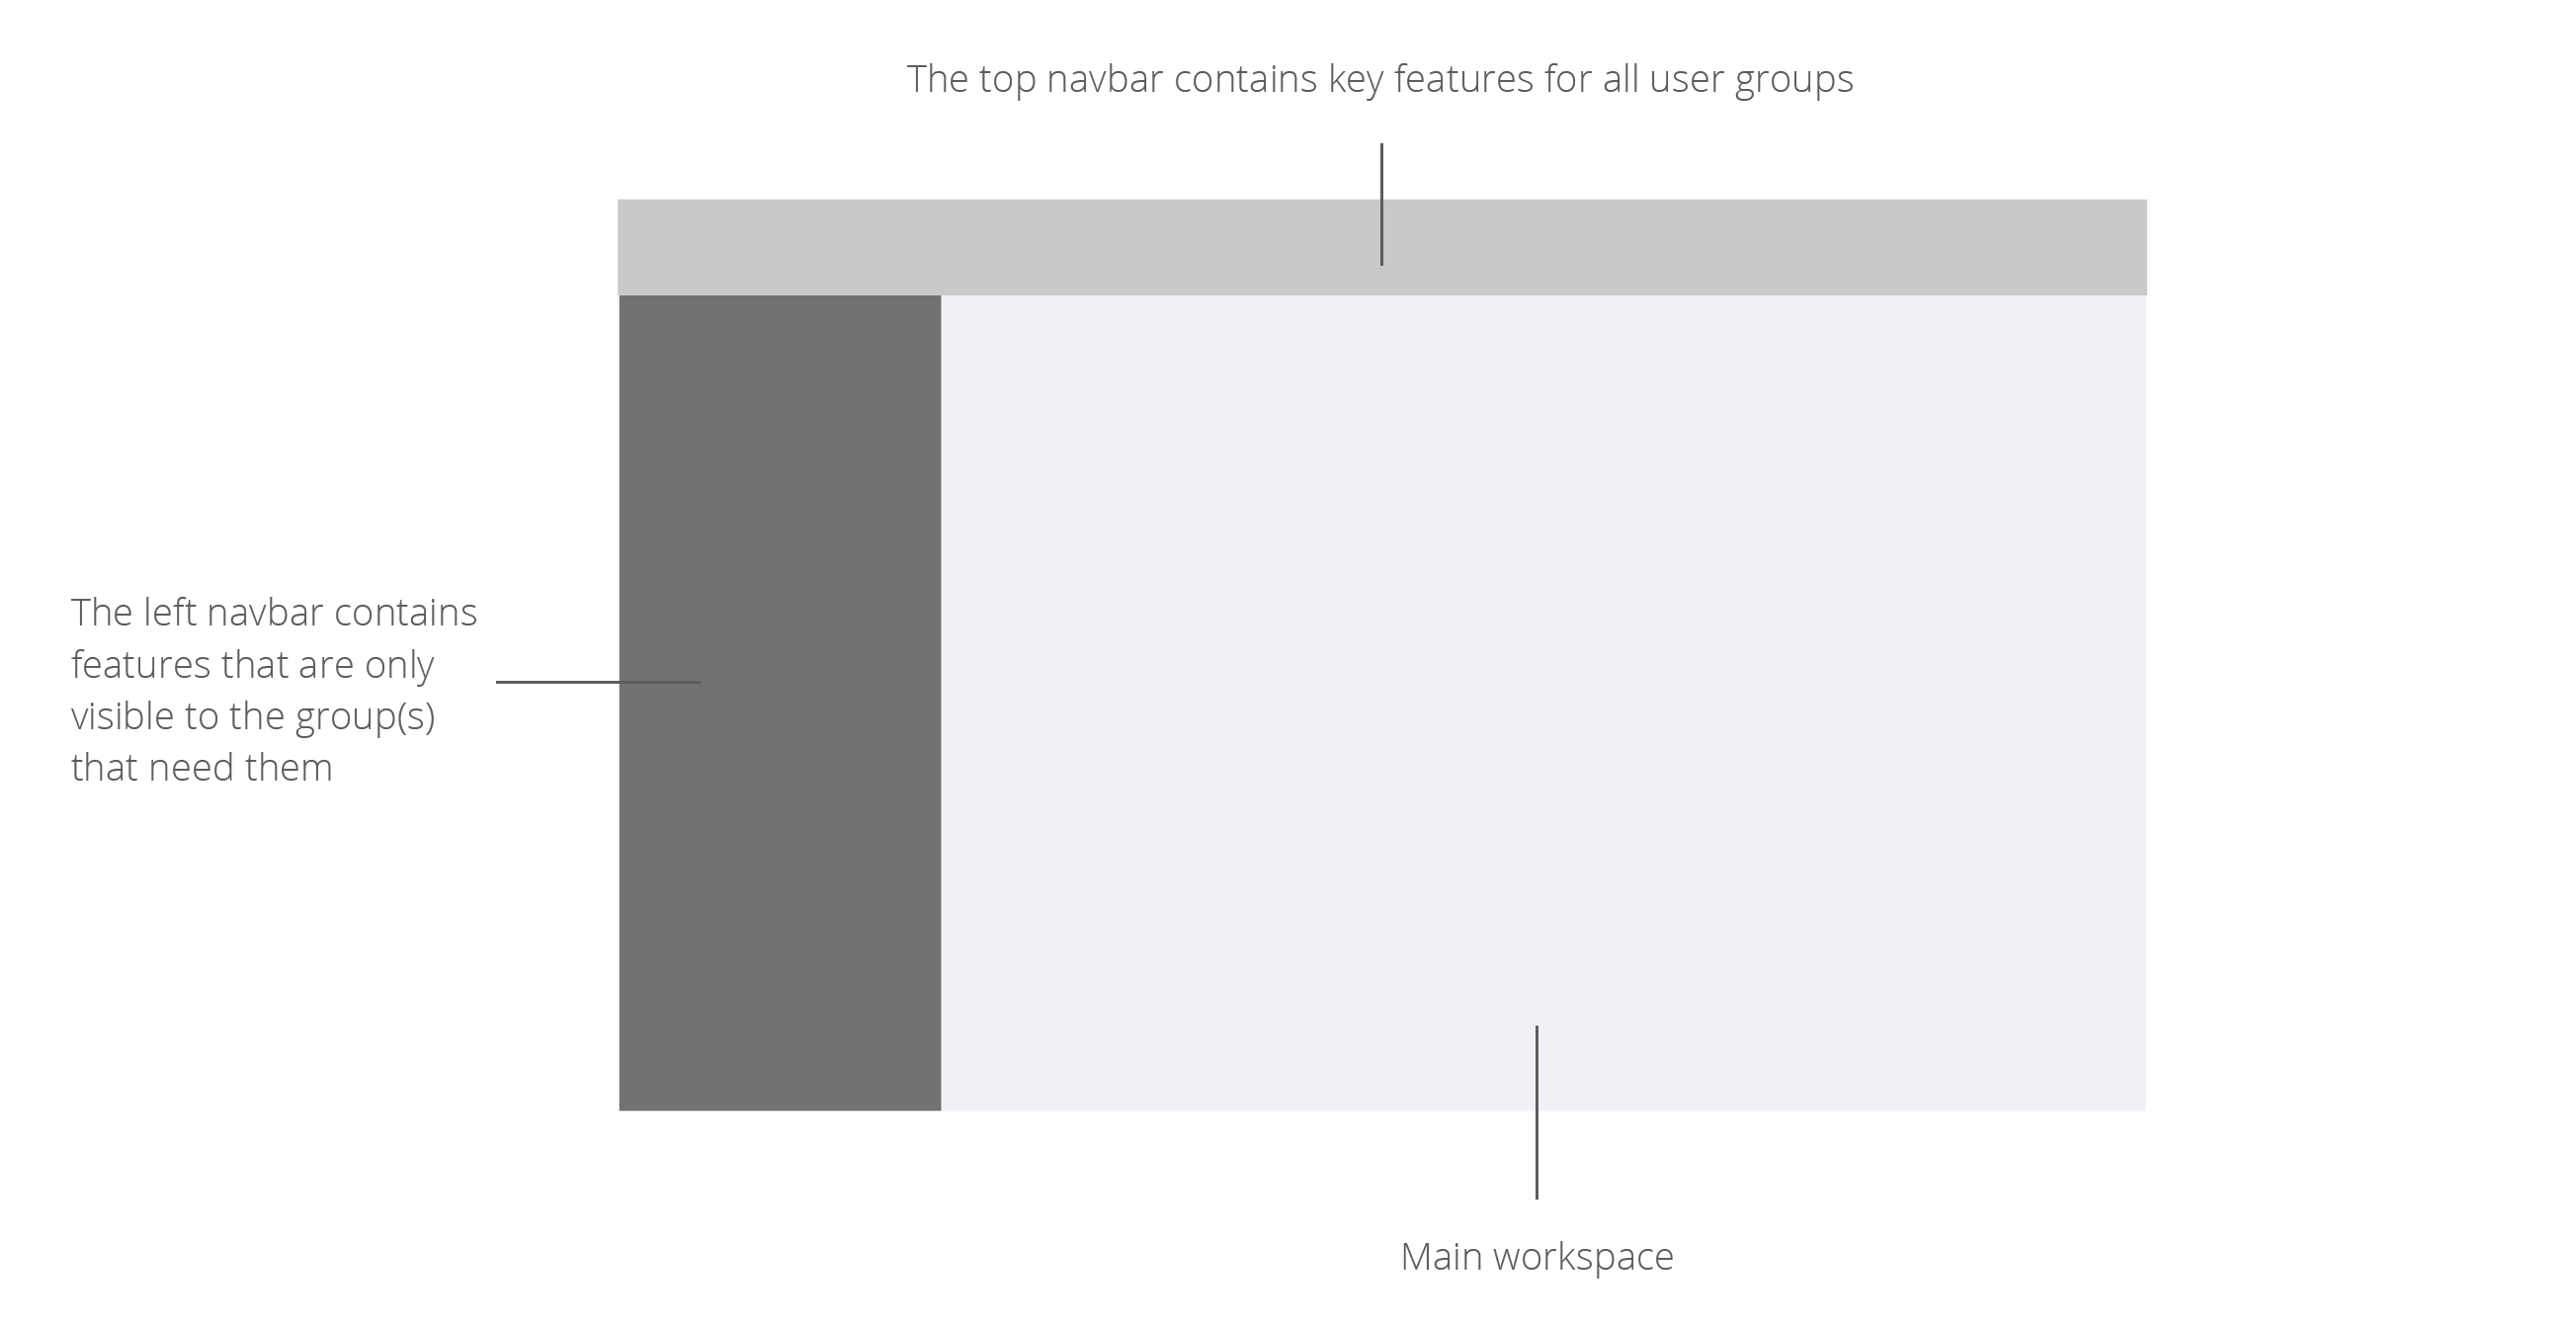 The top navbar contains key features for all user groups
The left navbar contains
features that are only
visible to the group(s)
that need them
Main workspace